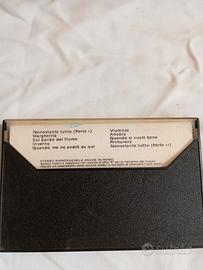 Nonostante tutto (Parte I)
Margherita
Sul bordo del fiume
Inverno
Quando me ne andrò da qui
Violenza
Ancora
Quando si vuole bene
Primavera
Nonostante tutto (Parte II)
STEREO RIPRODUCIBILE ANCHE IN MONO
subito